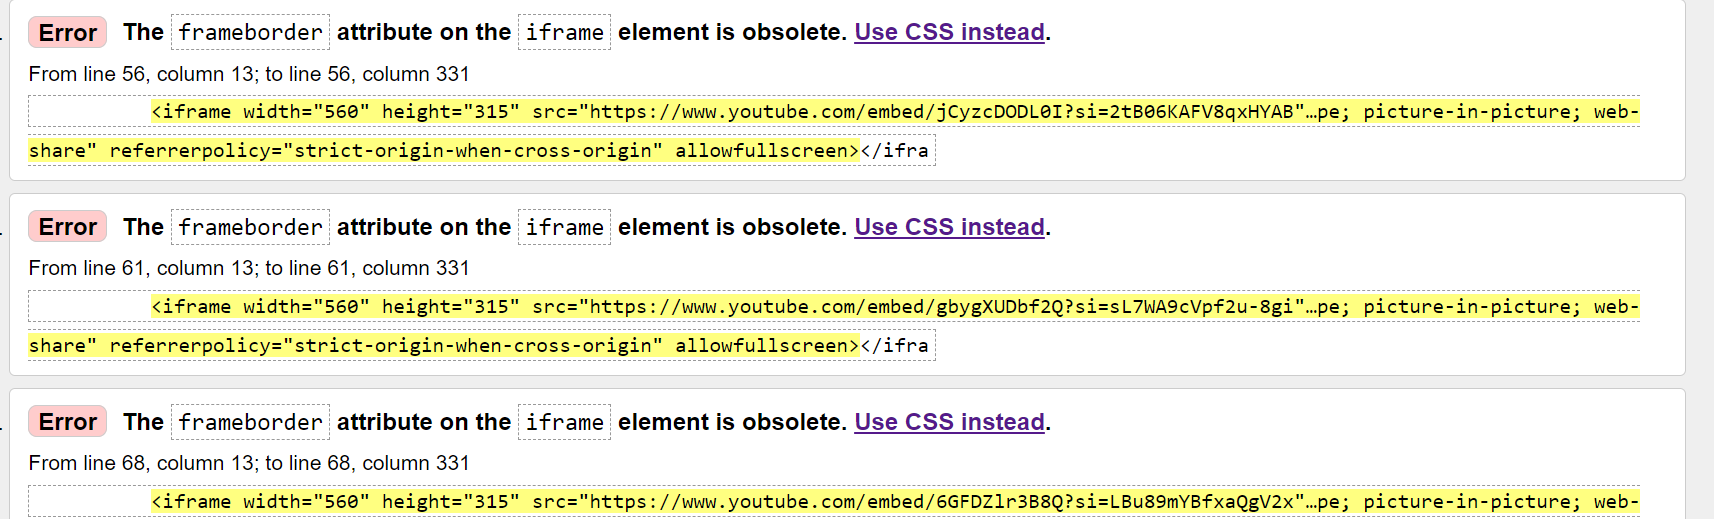 Error The frameborder attribute on the iframe element is obsolete. Use CSS instead.
From line 56, column 13; to line 56, column 331
<iframe width="560" height="315" src="https://www.youtube.com/embed/jCyzcDODL0I?si=2tB06KAFV8qxHYAB"…pe; picture-in-picture; web-
share" referrerpolicy="strict-origin-when-cross-origin" allowfullscreen></ifra
Error The frameborder attribute on the iframe element is obsolete. Use CSS instead.
From line 61, column 13; to line 61, column 331
<iframe width="560" height="315" src="https://www.youtube.com/embed/gbygXUDbf2Q?si=sL7WA9cVpf2u-8gi"…pe; picture-in-picture; web-
share" referrerpolicy="strict-origin-when-cross-origin" allowfullscreen></ifra
Error The frameborder attribute on the iframe element is obsolete. Use CSS instead.
From line 68, column 13; to line 68, column 331
<iframe width="560" height="315" src="https://www.youtube.com/embed/6GFDZlr3B8Q?si=LBu89mYBfxaQgV2x"…pe; picture-in-picture; web-